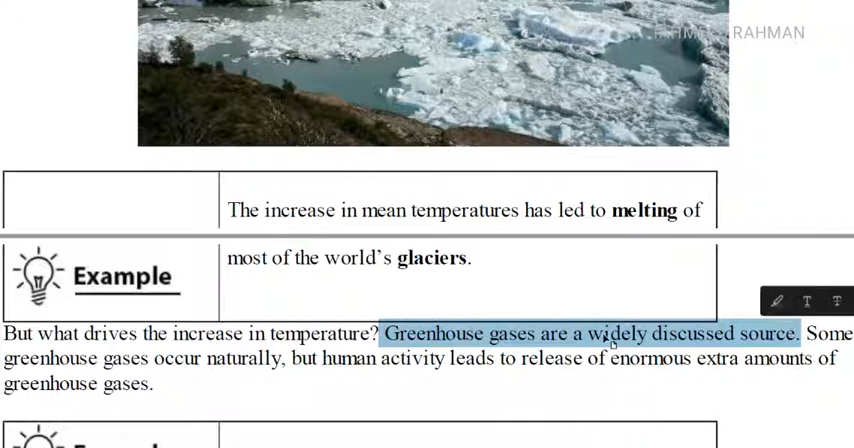 RAHMAN
The increase in mean temperatures has led to melting of
most of the world's glaciers.
Example
But what drives the increase in temperature? Greenhouse gases are a widely discussed source. Some
greenhouse gases occur naturally, but human activity leads to release of enormous extra amounts of
greenhouse gases.